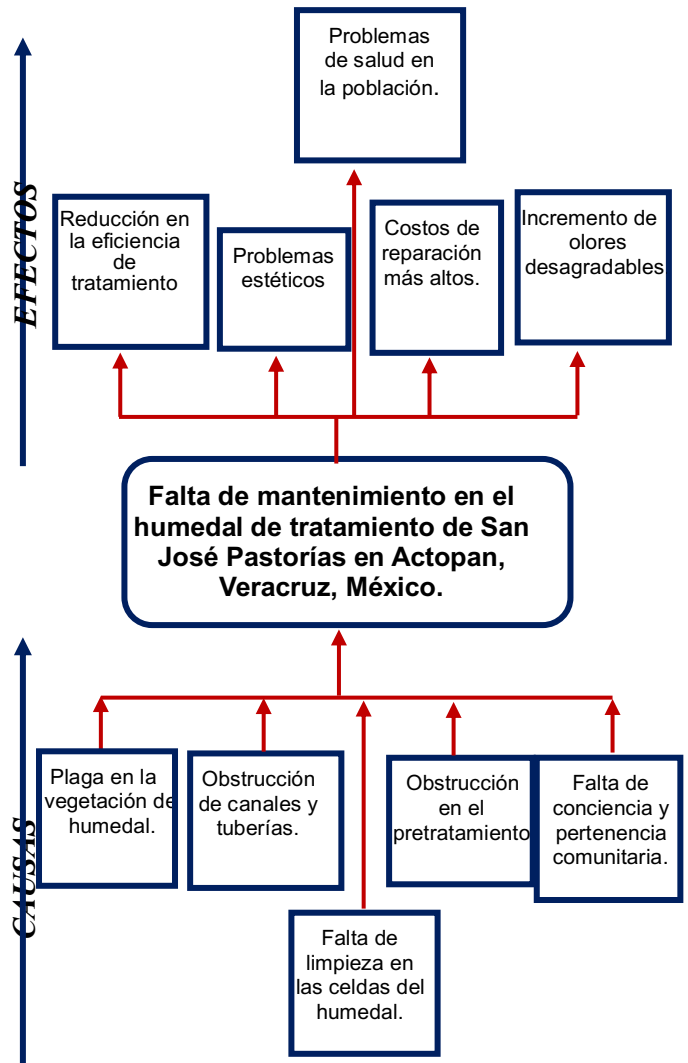 Problemas
de salud en
la población.
EFECTOS
Reducción en
la eficiencia
de
tratamiento
Problemas
estéticos
Costos de
reparación
más altos.
Incremento de
olores
desagradables
Falta de mantenimiento en el
humedal de tratamiento de San
José Pastorías en Actopan,
Veracruz, México.
CAUSAS
Plaga en la
vegetación de
humedal.
Obstrucción
de canales y
tuberías.
Obstrucción
en el
pretratamiento
Falta de
conciencia y
pertenencia
comunitaria.
Falta de
limpieza en
las celdas del
humedal.